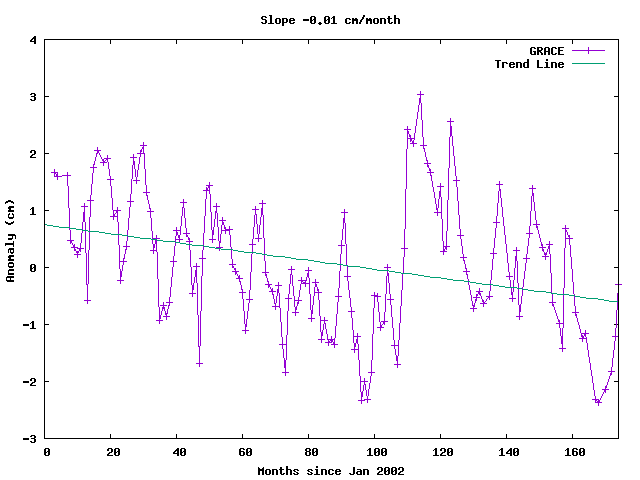 Slope -0.01 cm/month
GRACE
Trend Line
4
3
2
1
0
-1
-2
-3
Anomaly (cm)
0 20 40 60 80 100 120 140 160
Months since Jan 2002